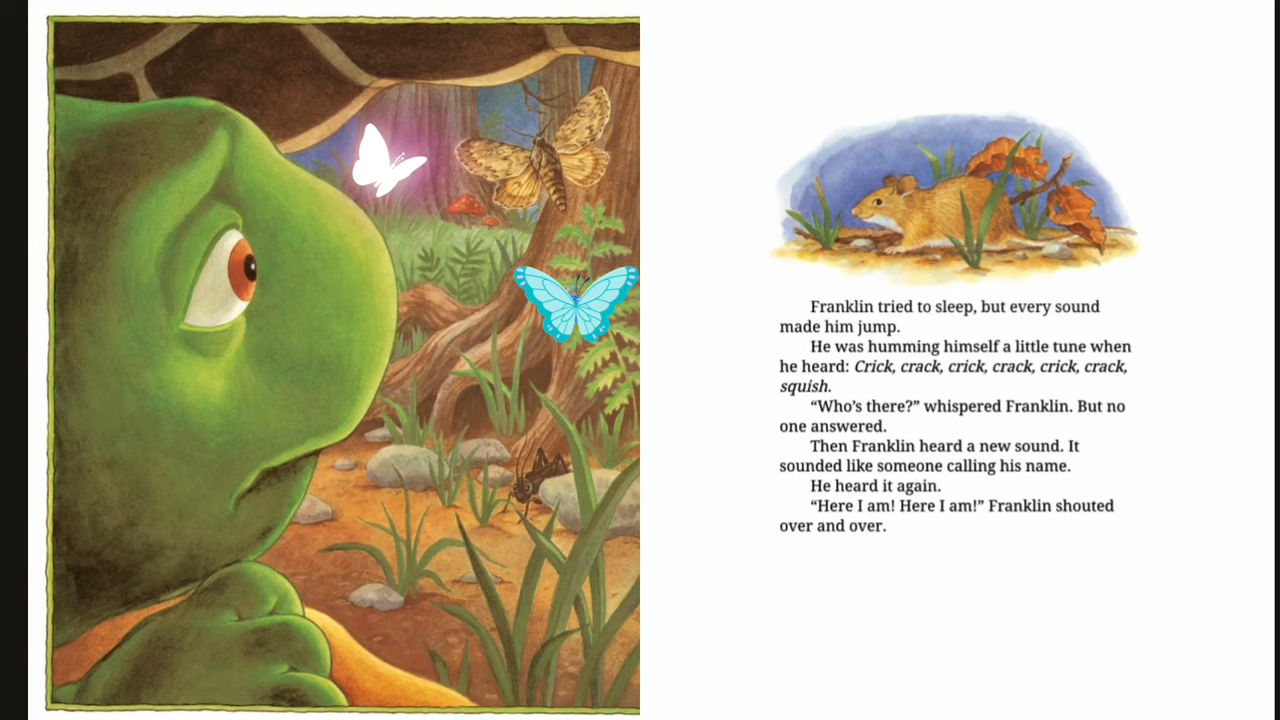 Franklin tried to sleep, but every sound
made him jump.
He was humming himself a little tune when
he heard: Crick, crack, crick, crack, crick, crack,
squish.
“Who’s there?” whispered Franklin. But no
one answered.
Then Franklin heard a new sound. It
sounded like someone calling his name.
He heard it again.
“Here I am! Here I am!” Franklin shouted
over and over.